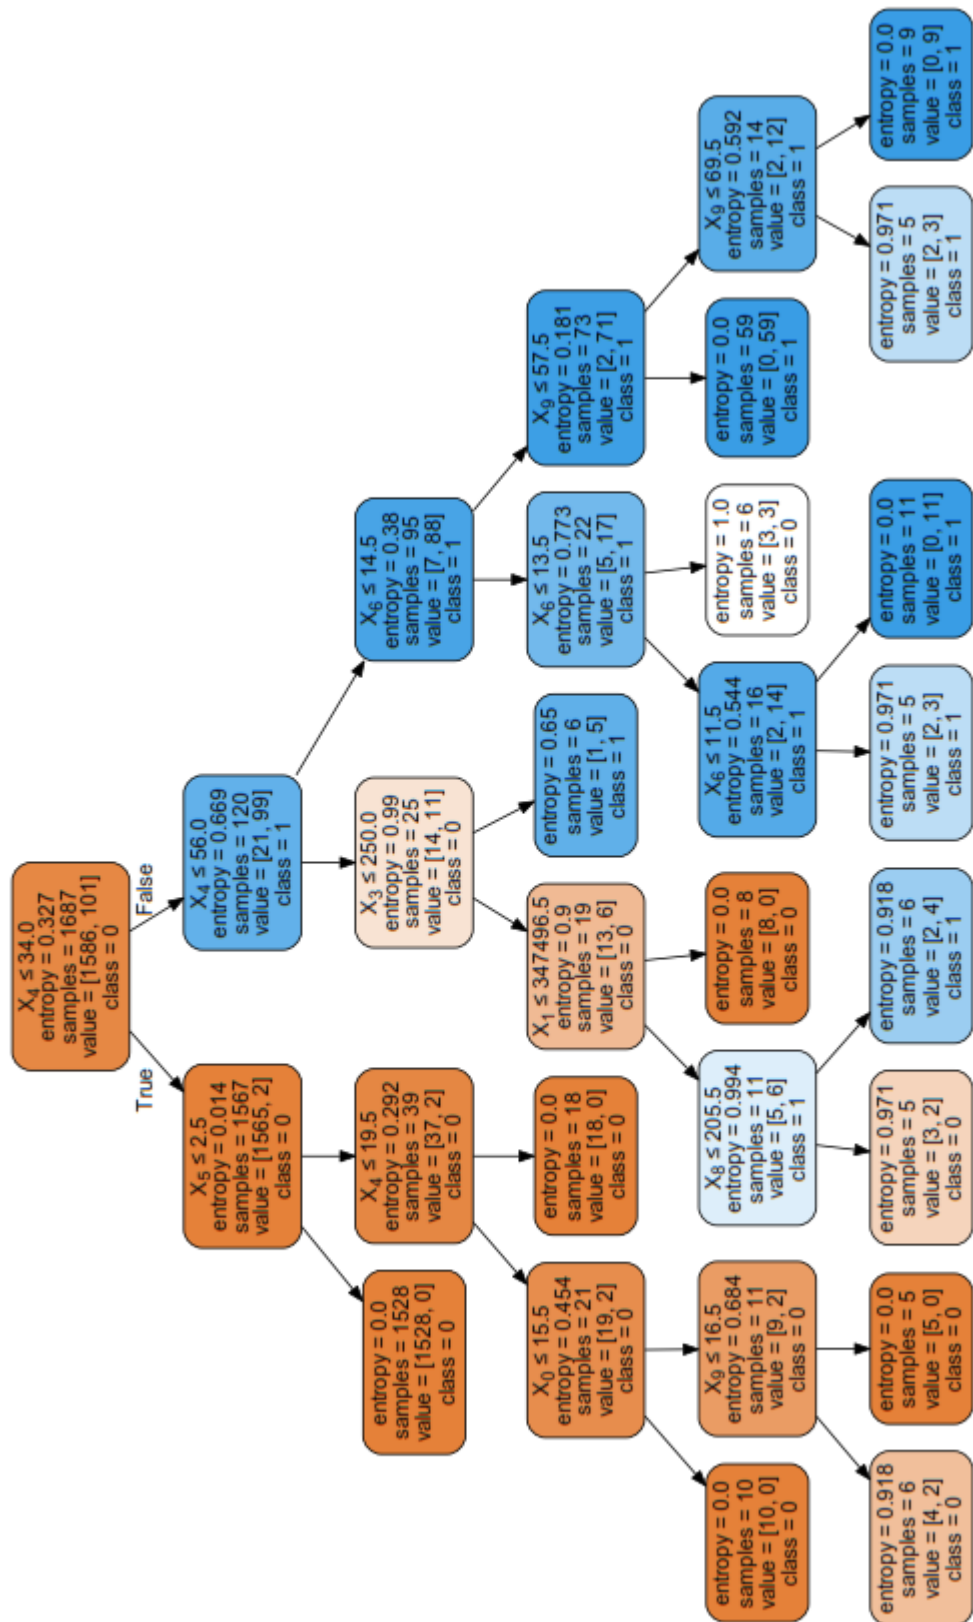 X4 ≤ 34.0
entropy = 0.327
samples = 1687
value = [1586, 101]
class = 0
True
False
X5 ≤ 2.5
entropy = 0.014
samples = 1567
value = [1565, 2]
class = 0
X4 ≤ 56.0
entropy = 0.669
samples = 120
value = [21, 99]
class = 1
entropy = 0.0
samples = 1528
value = [1528, 0]
class = 0
X4 ≤ 19.5
entropy = 0.292
samples = 39
value = [37, 2]
class = 0
X3 ≤ 250.0
entropy = 0.99
samples = 25
value = [14, 11]
class = 0
X6 ≤ 14.5
entropy = 0.38
samples = 95
value = [7, 88]
class = 1
X0 ≤ 15.5
entropy = 0.454
samples = 21
value = [19, 2]
class = 0
entropy = 0.0
samples = 18
value = [18, 0]
class = 0
X1 ≤ 347496.5
entropy = 0.9
samples = 19
value = [13, 6]
class = 0
entropy = 0.65
samples = 6
value = [1, 5]
class = 1
X6 ≤ 13.5
entropy = 0.773
samples = 22
value = [5, 17]
class = 1
X9 ≤ 57.5
entropy = 0.181
samples = 73
value = [2, 71]
class = 1
entropy = 0.0
samples = 10
value = [10, 0]
class = 0
X9 ≤ 16.5
entropy = 0.684
samples = 11
value = [9, 2]
class = 0
X8 ≤ 205.5
entropy = 0.994
samples = 11
value = [5, 6]
class = 1
entropy = 0.0
samples = 8
value = [8, 0]
class = 0
X6 ≤ 11.5
entropy = 0.544
samples = 16
value = [2, 14]
class = 1
entropy = 1.0
samples = 6
value = [3, 3]
class = 0
entropy = 0.0
samples = 59
value = [0, 59]
class = 1
X9 ≤ 69.5
entropy = 0.592
samples = 14
value = [2, 12]
class = 1
entropy = 0.918
samples = 6
value = [4, 2]
class = 0
entropy = 0.0
samples = 5
value = [5, 0]
class = 0
entropy = 0.971
samples = 5
value = [3, 2]
class = 0
entropy = 0.918
samples = 6
value = [2, 4]
class = 1
entropy = 0.971
samples = 5
value = [2, 3]
class = 1
entropy = 0.0
samples = 11
value = [0, 11]
class = 1
entropy = 0.971
samples = 5
value = [2, 3]
class = 1
entropy = 0.0
samples = 9
value = [0, 9]
class = 1